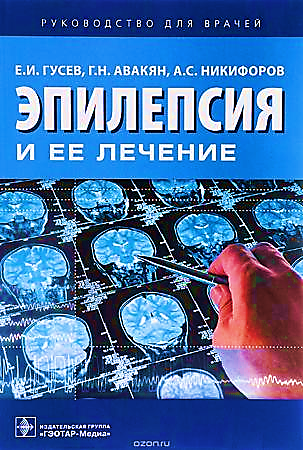 РУКОВОДСТВО ДЛЯ ВРАЧЕЙ
Е.И. ГУСЕВ, Г.Н. АВАКЯН, А.С. НИКИФОРОВ
ЭПИЛЕПСИЯ
И ЕЕ ЛЕЧЕНИЕ
ИЗДАТЕЛЬСКАЯ ГРУППА
«ГЭОТАР-Медиа»
ozon.ru